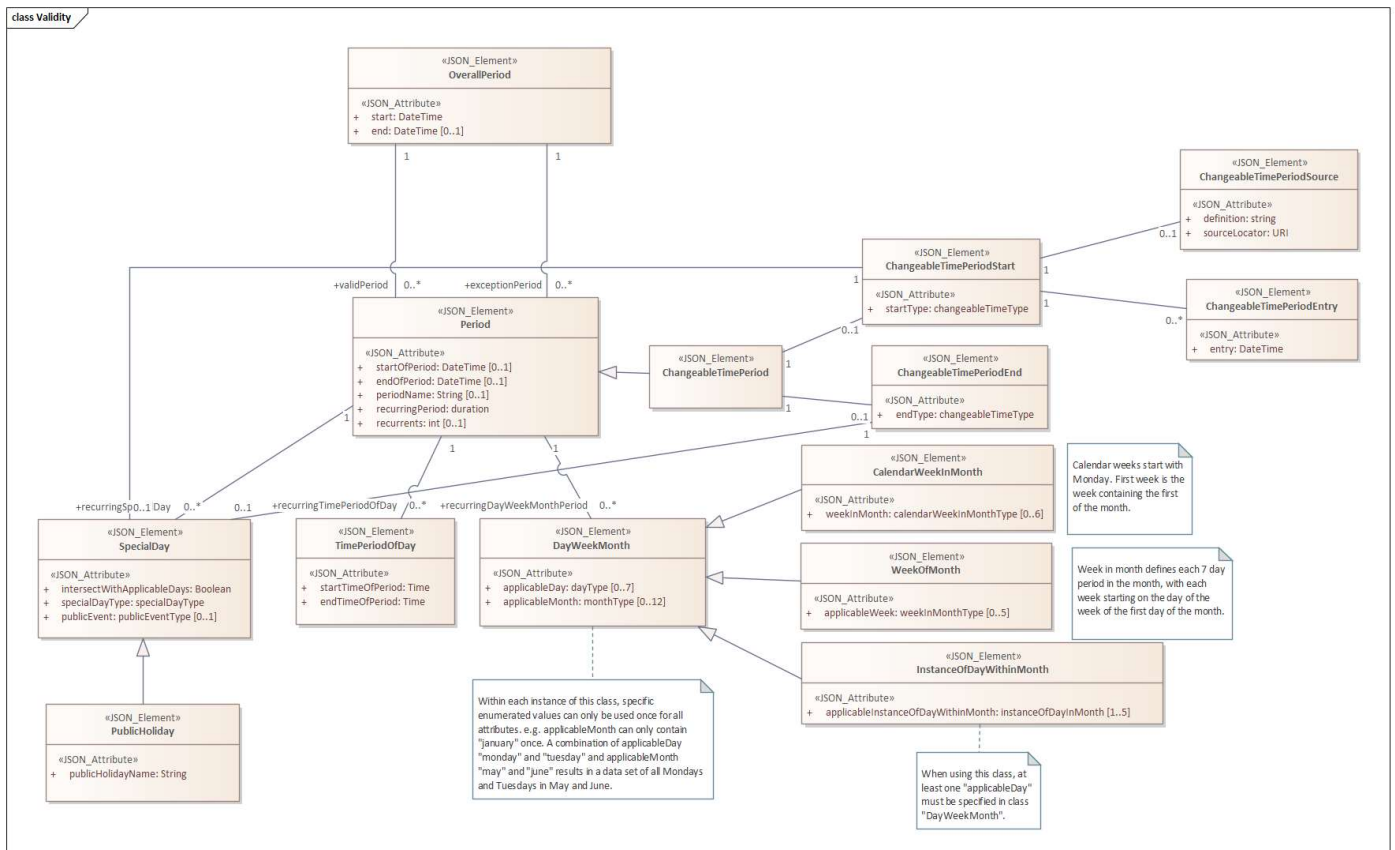 class Validity
«JSON_Element»
OverallPeriod
«JSON_Attribute»
+ start: DateTime
+ end: DateTime [0..1]
1
1
+validPeriod 0..*
+exceptionPeriod 0..*
«JSON_Element»
Period
«JSON_Attribute»
+ startOfPeriod: DateTime [0..1]
+ endOfPeriod: DateTime [0..1]
+ periodName: String [0..1]
+ recurringPeriod: duration
+ recurrents: int [0..1]
1
1
1
«JSON_Element»
ChangeableTimePeriod
1
1
0..1
0..1
«JSON_Element»
ChangeableTimePeriodStart
«JSON_Attribute»
+ startType: changeableTimeType
1
1
1
«JSON_Element»
ChangeableTimePeriodSource
«JSON_Attribute»
+ definition: string
+ sourceLocator: URI
0..1
«JSON_Element»
ChangeableTimePeriodEntry
«JSON_Attribute»
+ entry: DateTime
0..*
«JSON_Element»
ChangeableTimePeriodEnd
«JSON_Attribute»
+ endType: changeableTimeType
1
+recurringSp 0..1 Day 0..*
0..1
+recurringTimePeriodOfDay 0..*
+recurringDayWeekMonthPeriod 0..*
«JSON_Element»
SpecialDay
«JSON_Attribute»
+ intersectWithApplicableDays: Boolean
+ specialDayType: specialDayType
+ publicEvent: publicEventType [0..1]
«JSON_Element»
TimePeriodOfDay
«JSON_Attribute»
+ startTimeOfPeriod: Time
+ endTimeOfPeriod: Time
«JSON_Element»
DayWeekMonth
«JSON_Attribute»
+ applicableDay: dayType [0..7]
+ applicableMonth: monthType [0..12]
«JSON_Element»
CalendarWeekInMonth
«JSON_Attribute»
+ weekInMonth: calendarWeekInMonthType [0..6]
Calendar weeks start with
Monday. First week is the
week containing the first
of the month.
«JSON_Element»
WeekOfMonth
«JSON_Attribute»
+ applicableWeek: weekInMonthType [0..5]
Week in month defines each 7 day
period in the month, with each
week starting on the day of the
week of the first day of the month.
«JSON_Element»
InstanceOfDayWithinMonth
«JSON_Attribute»
+ applicableInstanceOfDayWithinMonth: instanceOfDayInMonth [1..5]
«JSON_Element»
PublicHoliday
«JSON_Attribute»
+ publicHolidayName: String
Within each instance of this class, specific
enumerated values can only be used once for all
attributes. e.g. applicableMonth can only contain
"january" once. A combination of applicableDay
"monday" and "tuesday" and applicableMonth
"may" and "june" results in a data set of all Mondays
and Tuesdays in May and June.
When using this class, at
least one "applicableDay"
must be specified in class
"DayWeekMonth".